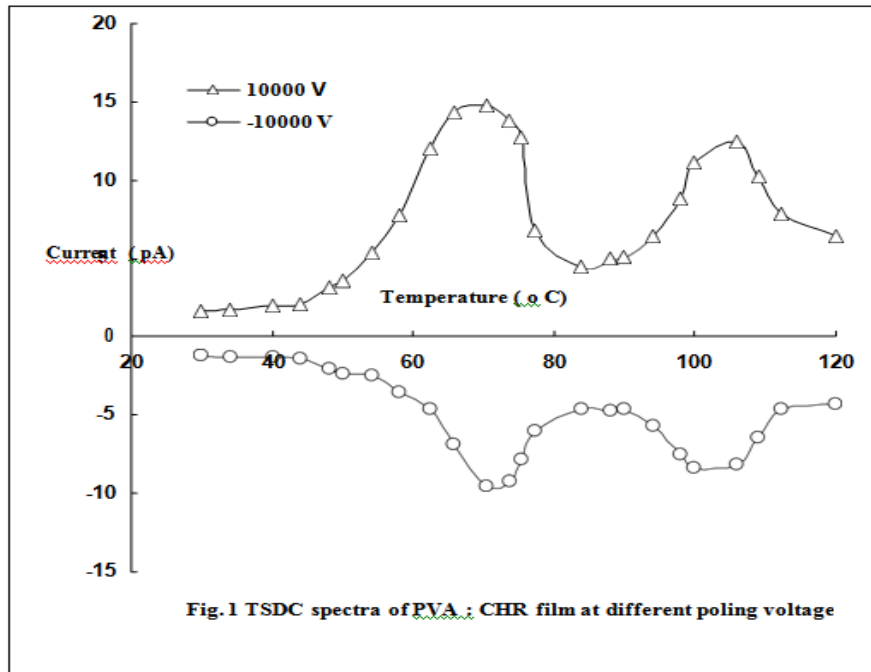 20
10000 V
-10000 V
15
10
Current ( pA)
5
Temperature ( o C)
0
20 40 60 80 100 120
-5
-10
-15
Fig. 1 TSDC spectra of PVA : CHR film at different poling voltage